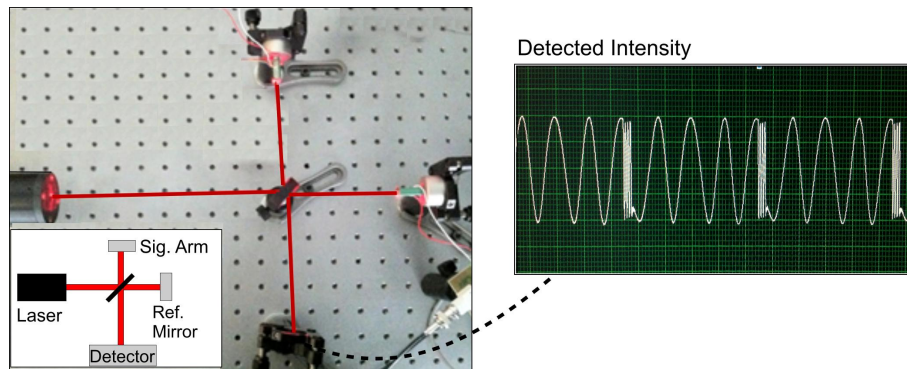 Detected Intensity
Sig. Arm
Laser
Ref.
Mirror
Detector